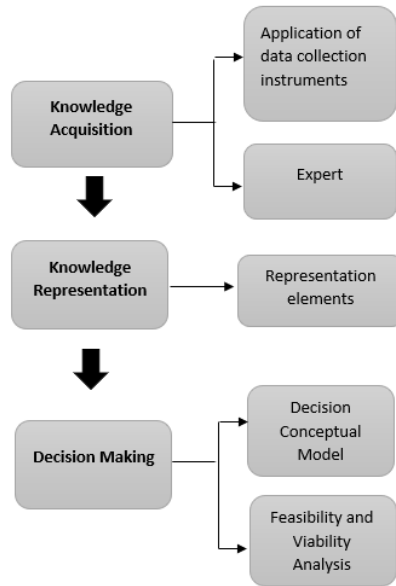 Application of
data collection
instruments
Knowledge
Acquisition
Expert
Knowledge
Representation
Representation
elements
Decision
Conceptual
Model
Decision Making
Feasibility and
Viability
Analysis